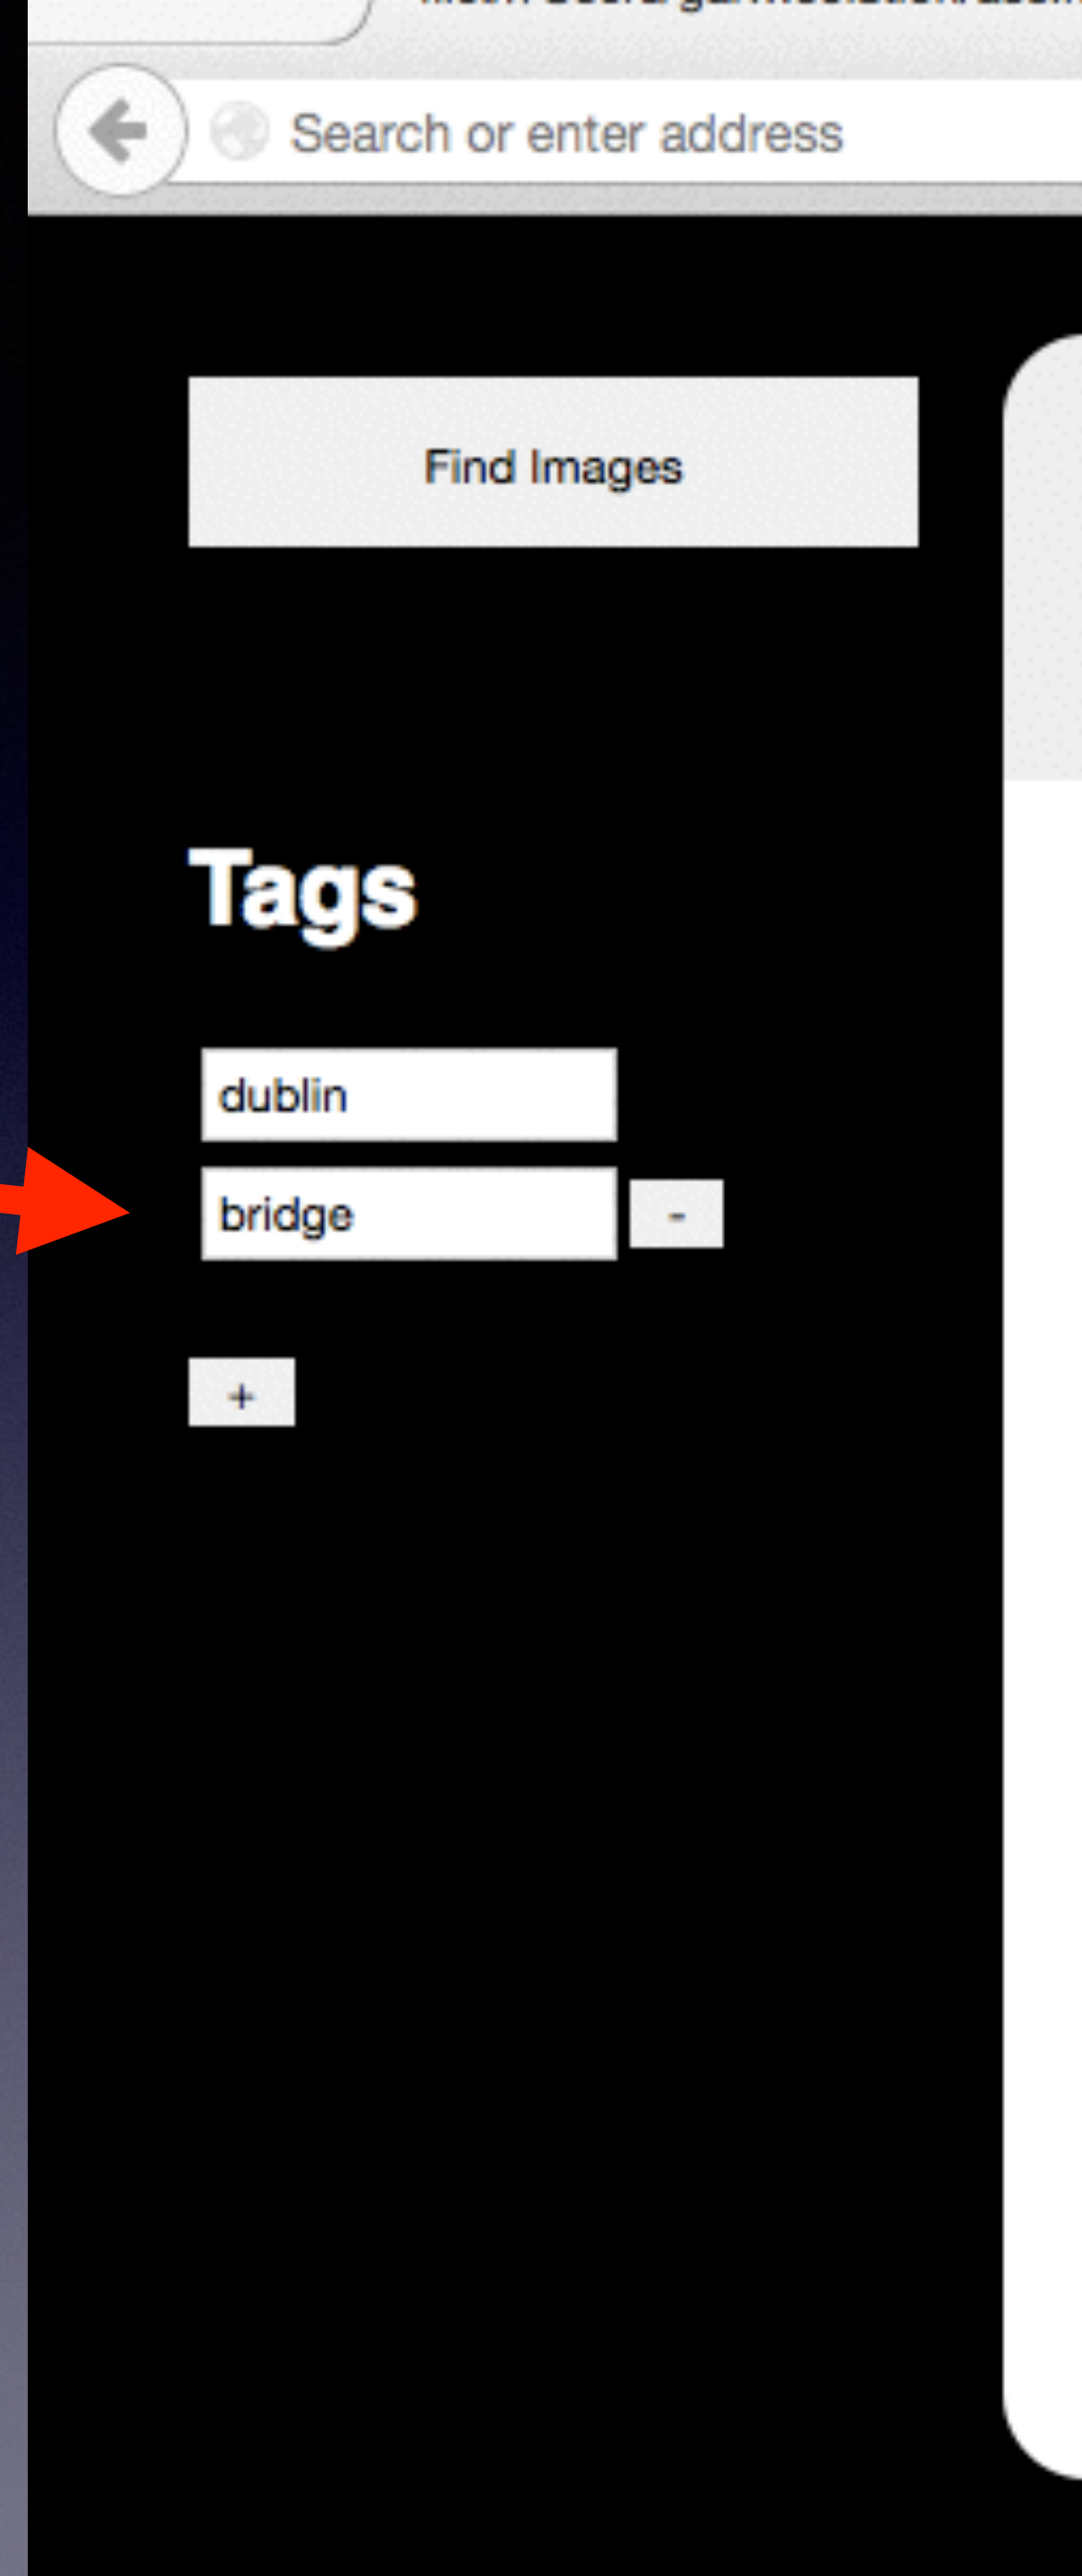 Search or enter address
Find Images
Tags
dublin
bridge -
+